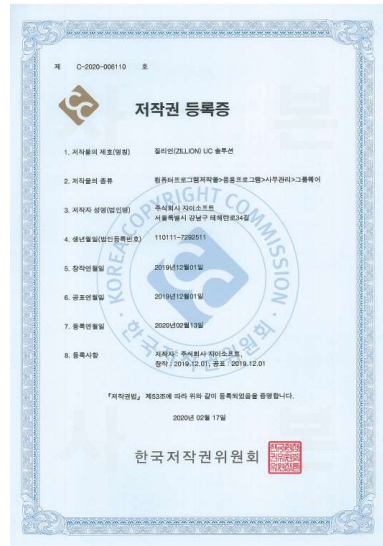 제 C-2020-006110 호
저작권 등록증
1. 저작물의 제호(명칭) 질리언(ZILLION) UC 솔루션
2. 저작물의 종류 컴퓨터프로그램저작물>응용프로그램>사무관리>그룹웨어
3. 저작자 성명(법인명) 주식회사 지이소프트
서울특별시 강남구 테헤란로34길
4. 생년월일(법인등록번호) 110111-7292511
5. 창작연월일 2019년12월01일
6. 공표연월일 2019년12월01일
7. 등록연월일 2020년02월13일
8. 등록사항 저작자 : 주식회사 지이소프트,
창작 : 2019.12.01, 공표 : 2019.12.01
KOREA COPYRIGHT COMMISSION
한국저작권위원회
『저작권법』 제53조에 따라 위와 같이 등록되었음을 증명합니다.
2020년 02월 17일
한국저작권위원회